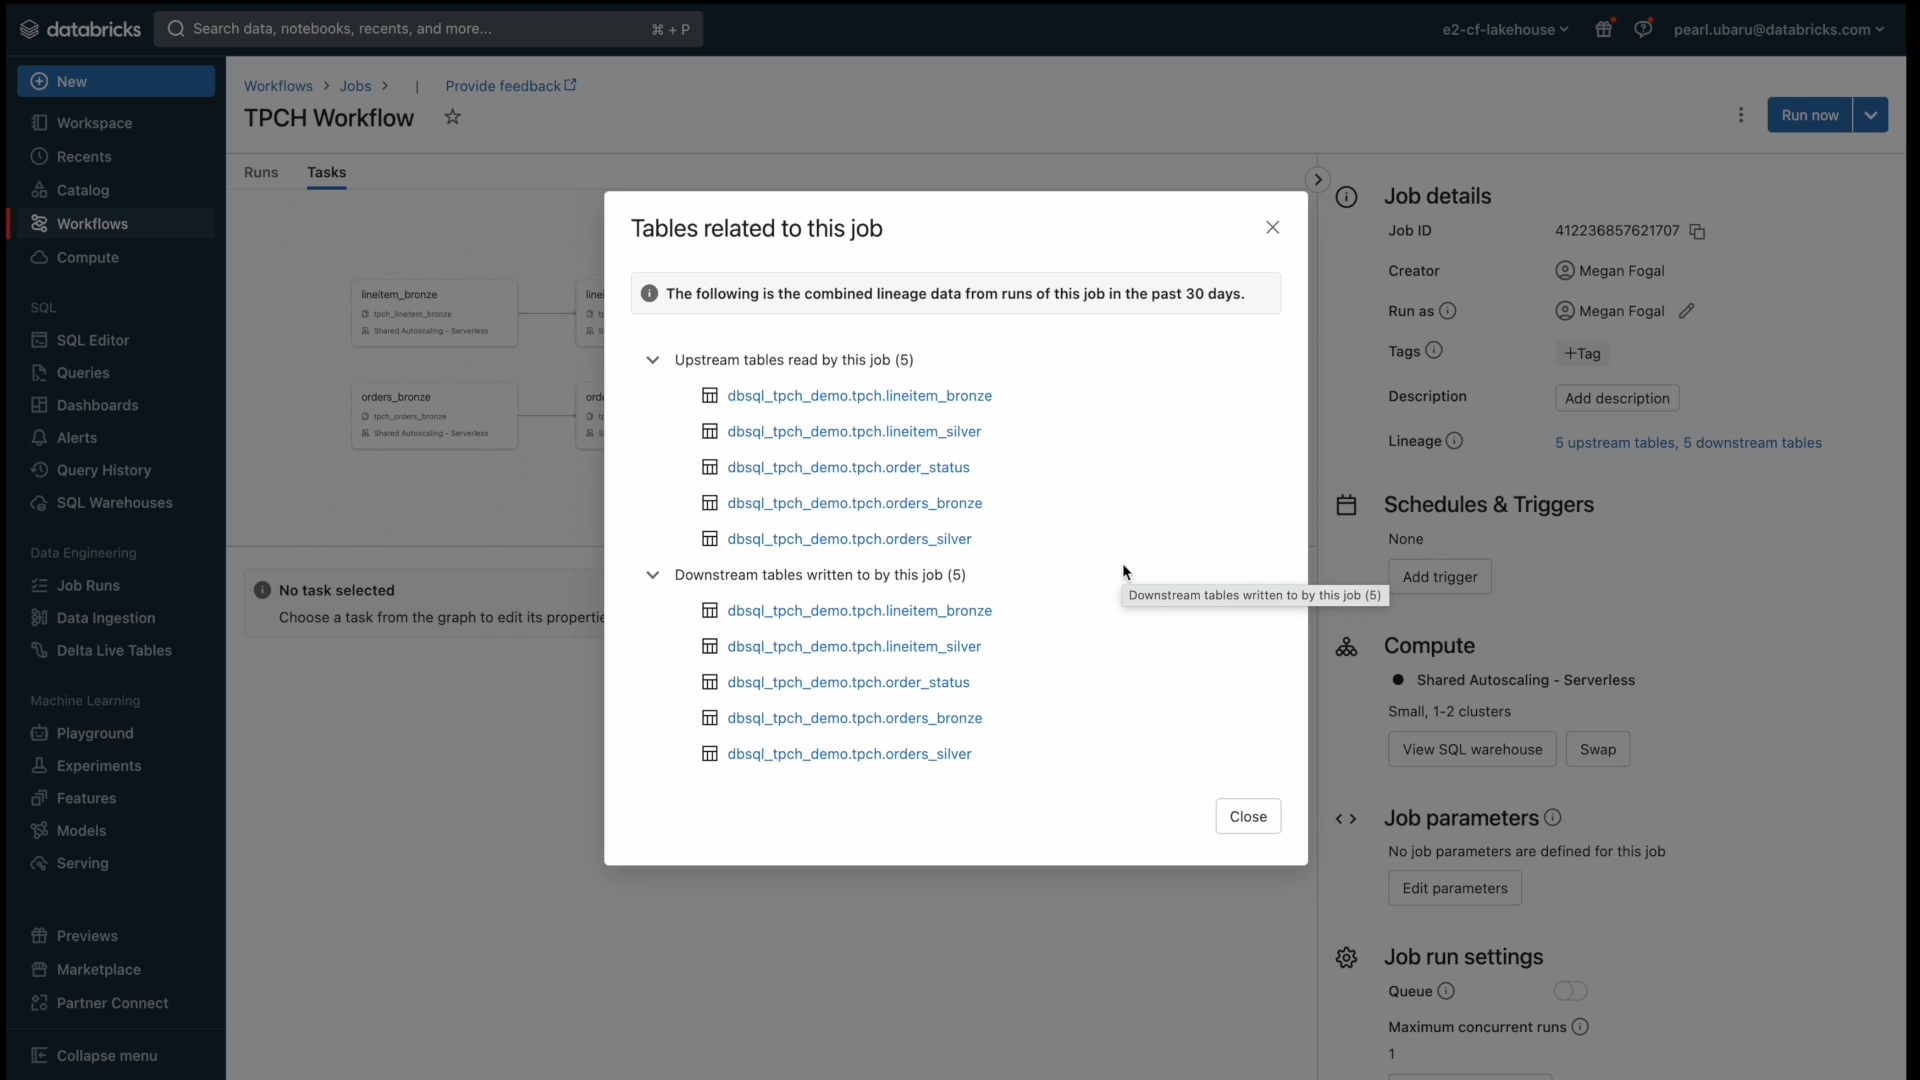 databricks
Search data, notebooks, recents, and more...
⌘ + P
e2-cf-lakehouse
pearl.ubaru@databricks.com
New
Workspace
Recents
Catalog
Workflows
Compute
SQL
SQL Editor
Queries
Dashboards
Alerts
Query History
SQL Warehouses
Data Engineering
Job Runs
Data Ingestion
Delta Live Tables
Machine Learning
Playground
Experiments
Features
Models
Serving
Previews
Marketplace
Partner Connect
Collapse menu
Workflows > Jobs > | Provide feedback
TPCH Workflow
Run now
Runs
Tasks
lineitem_bronze
tpch_lineitem_bronze
Shared Autoscaling - Serverless
orders_bronze
tpch_orders_bronze
Shared Autoscaling - Serverless
No task selected
Choose a task from the graph to edit its propertie
Tables related to this job
The following is the combined lineage data from runs of this job in the past 30 days.
Upstream tables read by this job (5)
dbsql_tpch_demo.tpch.lineitem_bronze
dbsql_tpch_demo.tpch.lineitem_silver
dbsql_tpch_demo.tpch.order_status
dbsql_tpch_demo.tpch.orders_bronze
dbsql_tpch_demo.tpch.orders_silver
Downstream tables written to by this job (5)
dbsql_tpch_demo.tpch.lineitem_bronze
dbsql_tpch_demo.tpch.lineitem_silver
dbsql_tpch_demo.tpch.order_status
dbsql_tpch_demo.tpch.orders_bronze
dbsql_tpch_demo.tpch.orders_silver
Downstream tables written to by this job (5)
Close
Job details
Job ID 412236857621707
Creator Megan Fogal
Run as Megan Fogal
Tags +Tag
Description Add description
Lineage 5 upstream tables, 5 downstream tables
Schedules & Triggers
None
Add trigger
Compute
Shared Autoscaling - Serverless
Small, 1-2 clusters
View SQL warehouse
Swap
Job parameters
No job parameters are defined for this job
Edit parameters
Job run settings
Queue
Maximum concurrent runs
1